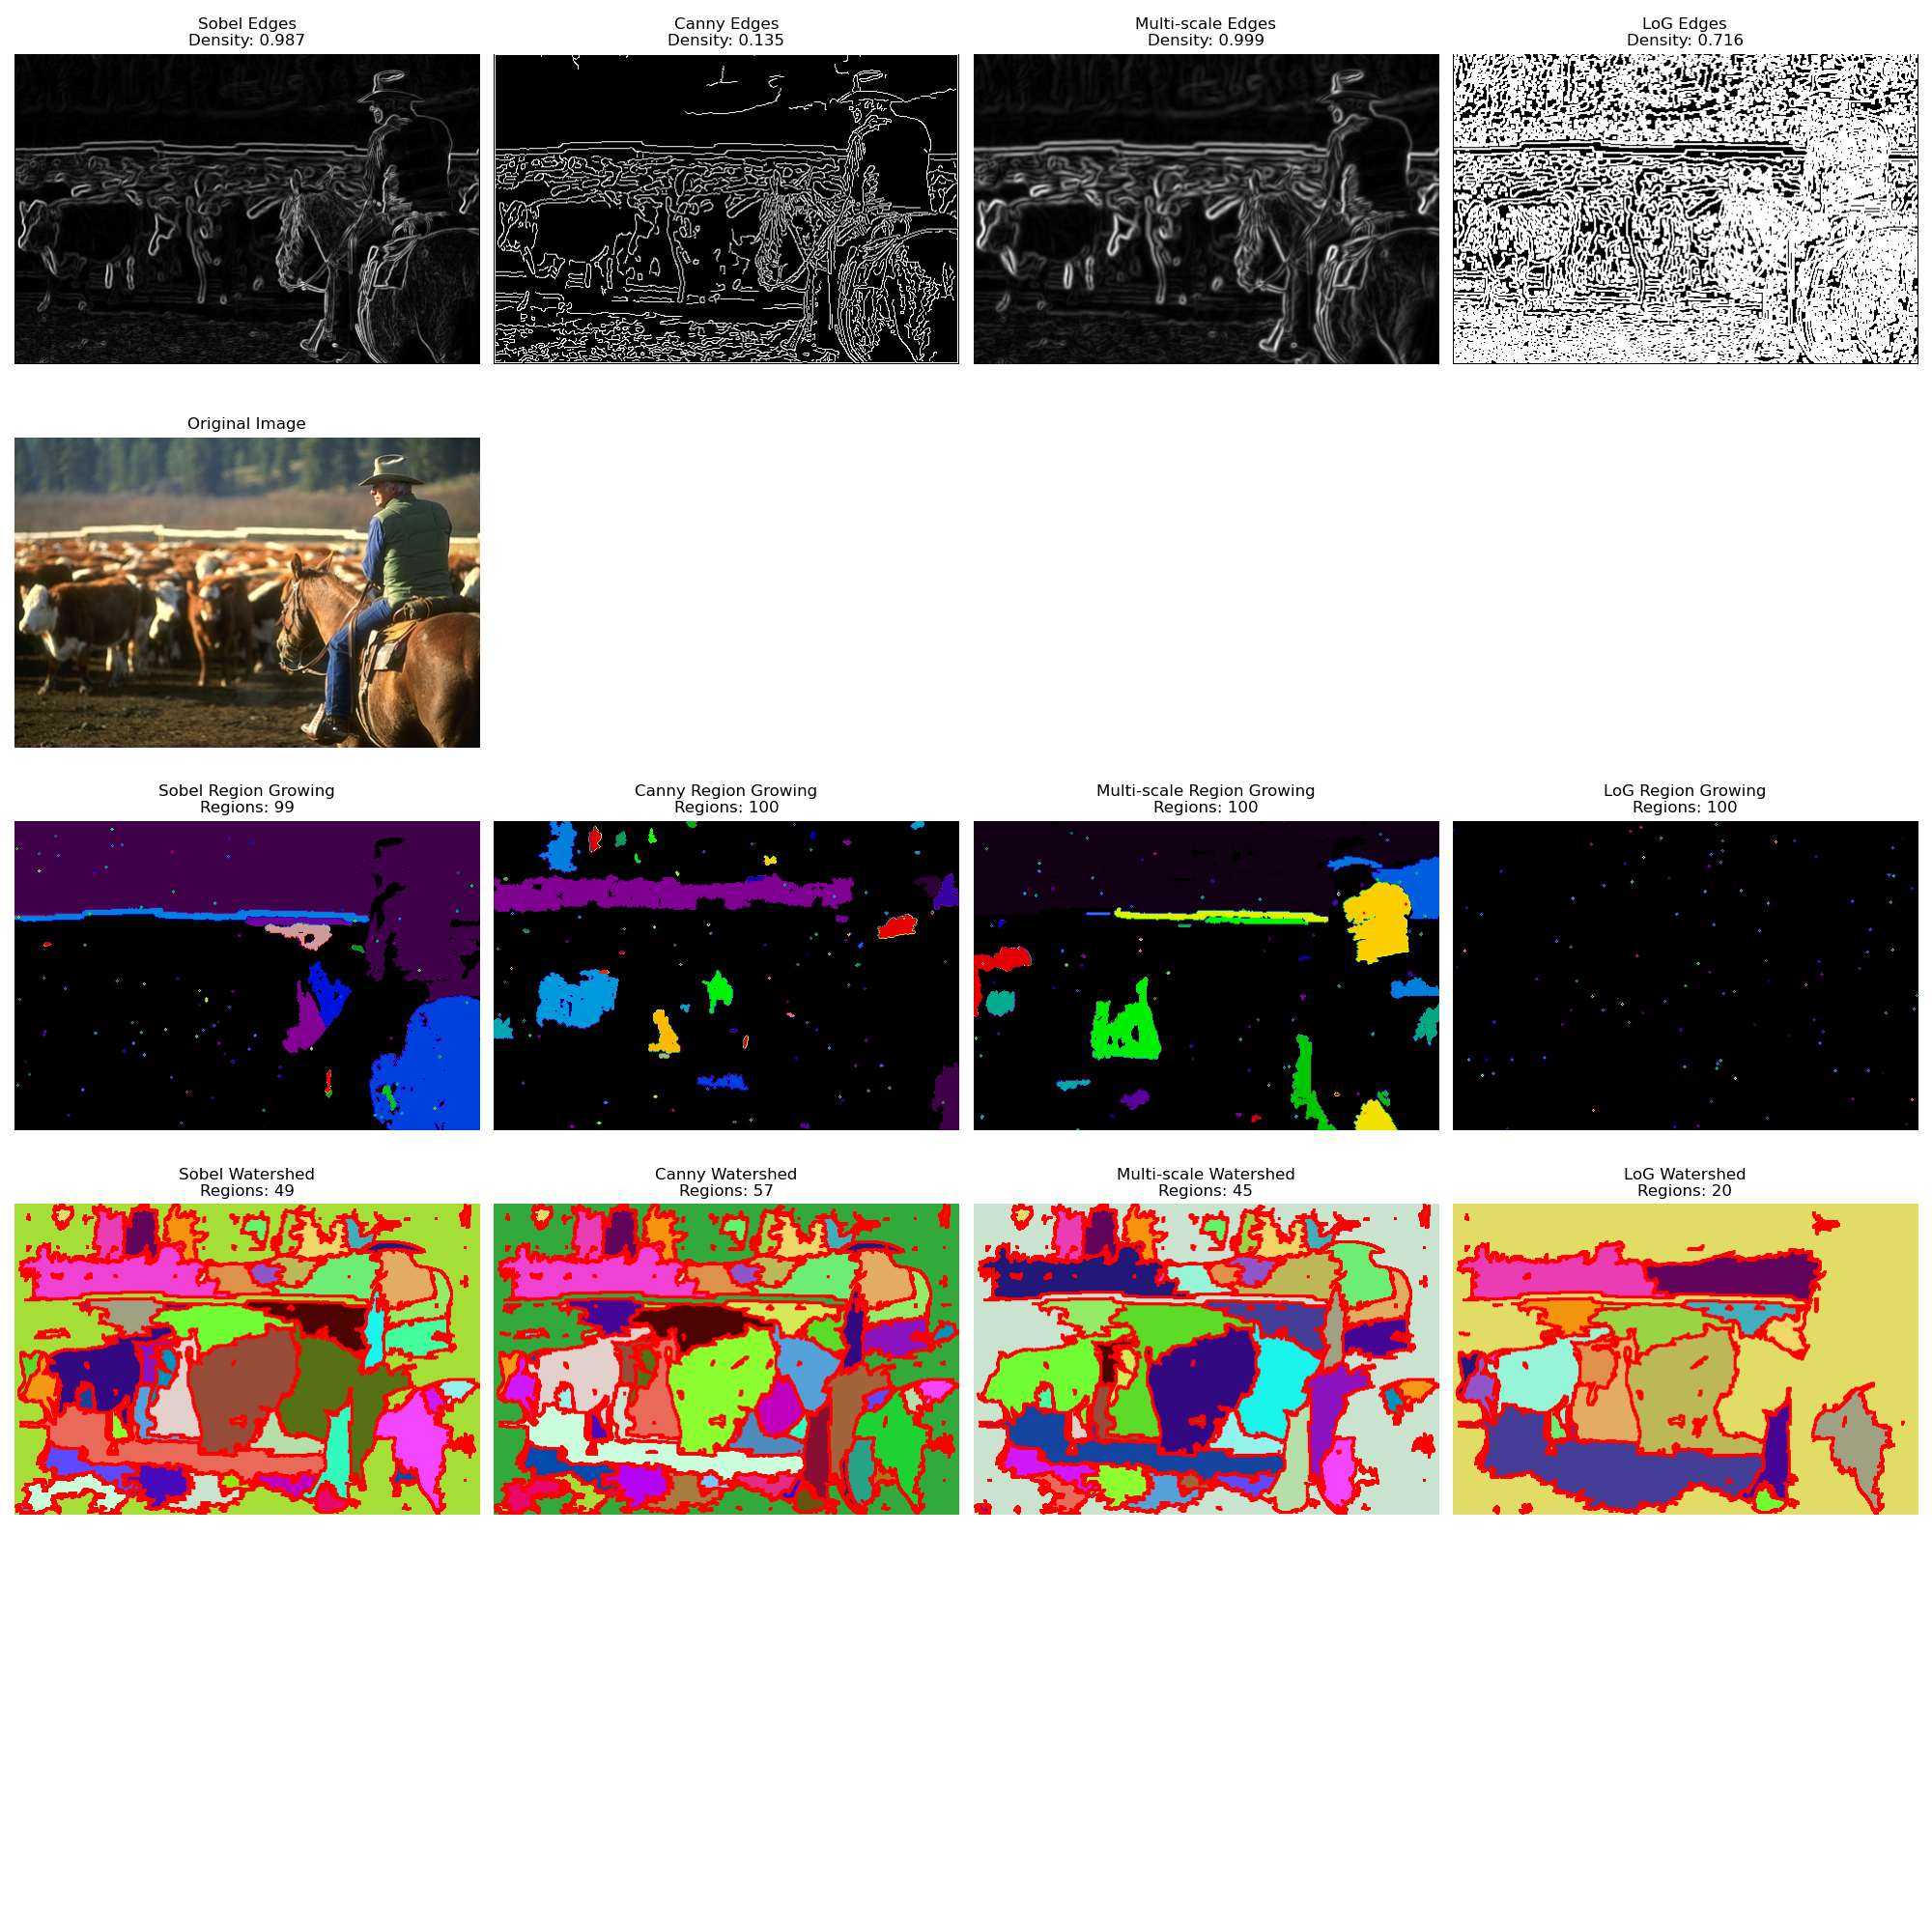 Sobel Edges
Density: 0.987
Canny Edges
Density: 0.135
Multi-scale Edges
Density: 0.999
LoG Edges
Density: 0.716
Original Image
Sobel Region Growing
Regions: 99
Canny Region Growing
Regions: 100
Multi-scale Region Growing
Regions: 100
LoG Region Growing
Regions: 100
Sobel Watershed
Regions: 49
Canny Watershed
Regions: 57
Multi-scale Watershed
Regions: 45
LoG Watershed
Regions: 20